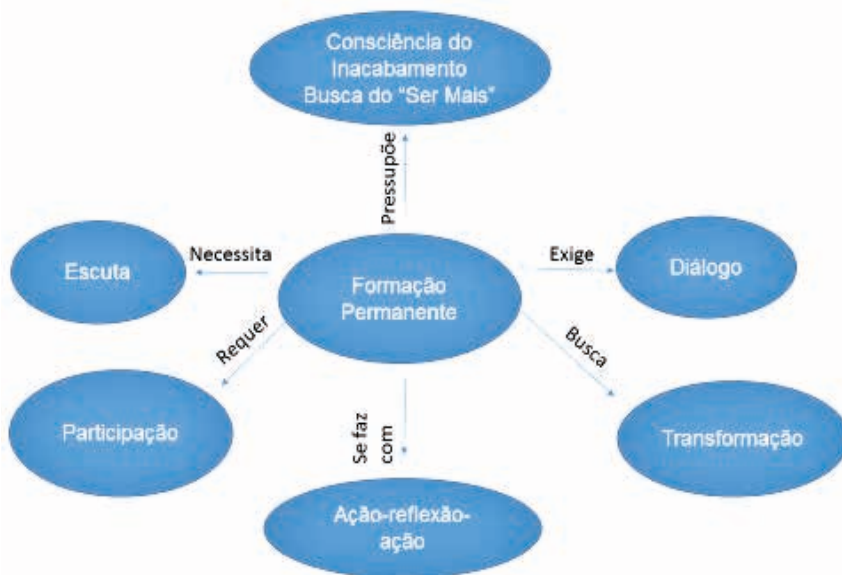 Consciência do
Inacabamento
Busca do "Ser Mais"
Pressupõe
Escuta
Necessita
Formação
Permanente
Exige
Diálogo
Requer
Busca
Participação
Se faz
com
Transformação
Ação-reflexão-
ação